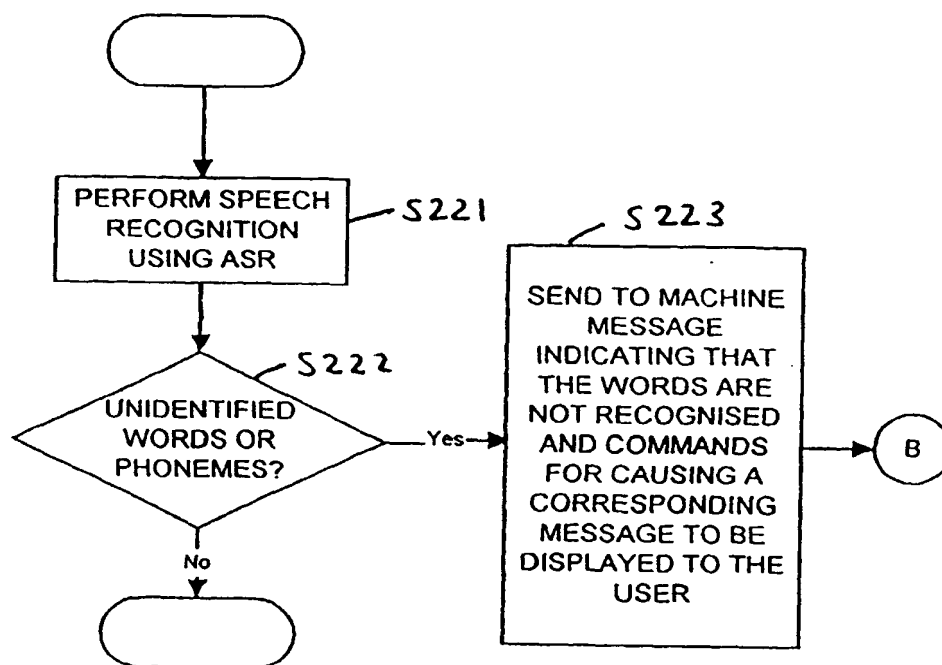 PERFORM SPEECH
RECOGNITION
USING ASR
S221
S222
UNIDENTIFIED
WORDS OR
PHONEMES?
Yes
No
S223
SEND TO MACHINE
MESSAGE
INDICATING THAT
THE WORDS ARE
NOT RECOGNISED
AND COMMANDS
FOR CAUSING A
CORRESPONDING
MESSAGE TO BE
DISPLAYED TO THE
USER
B